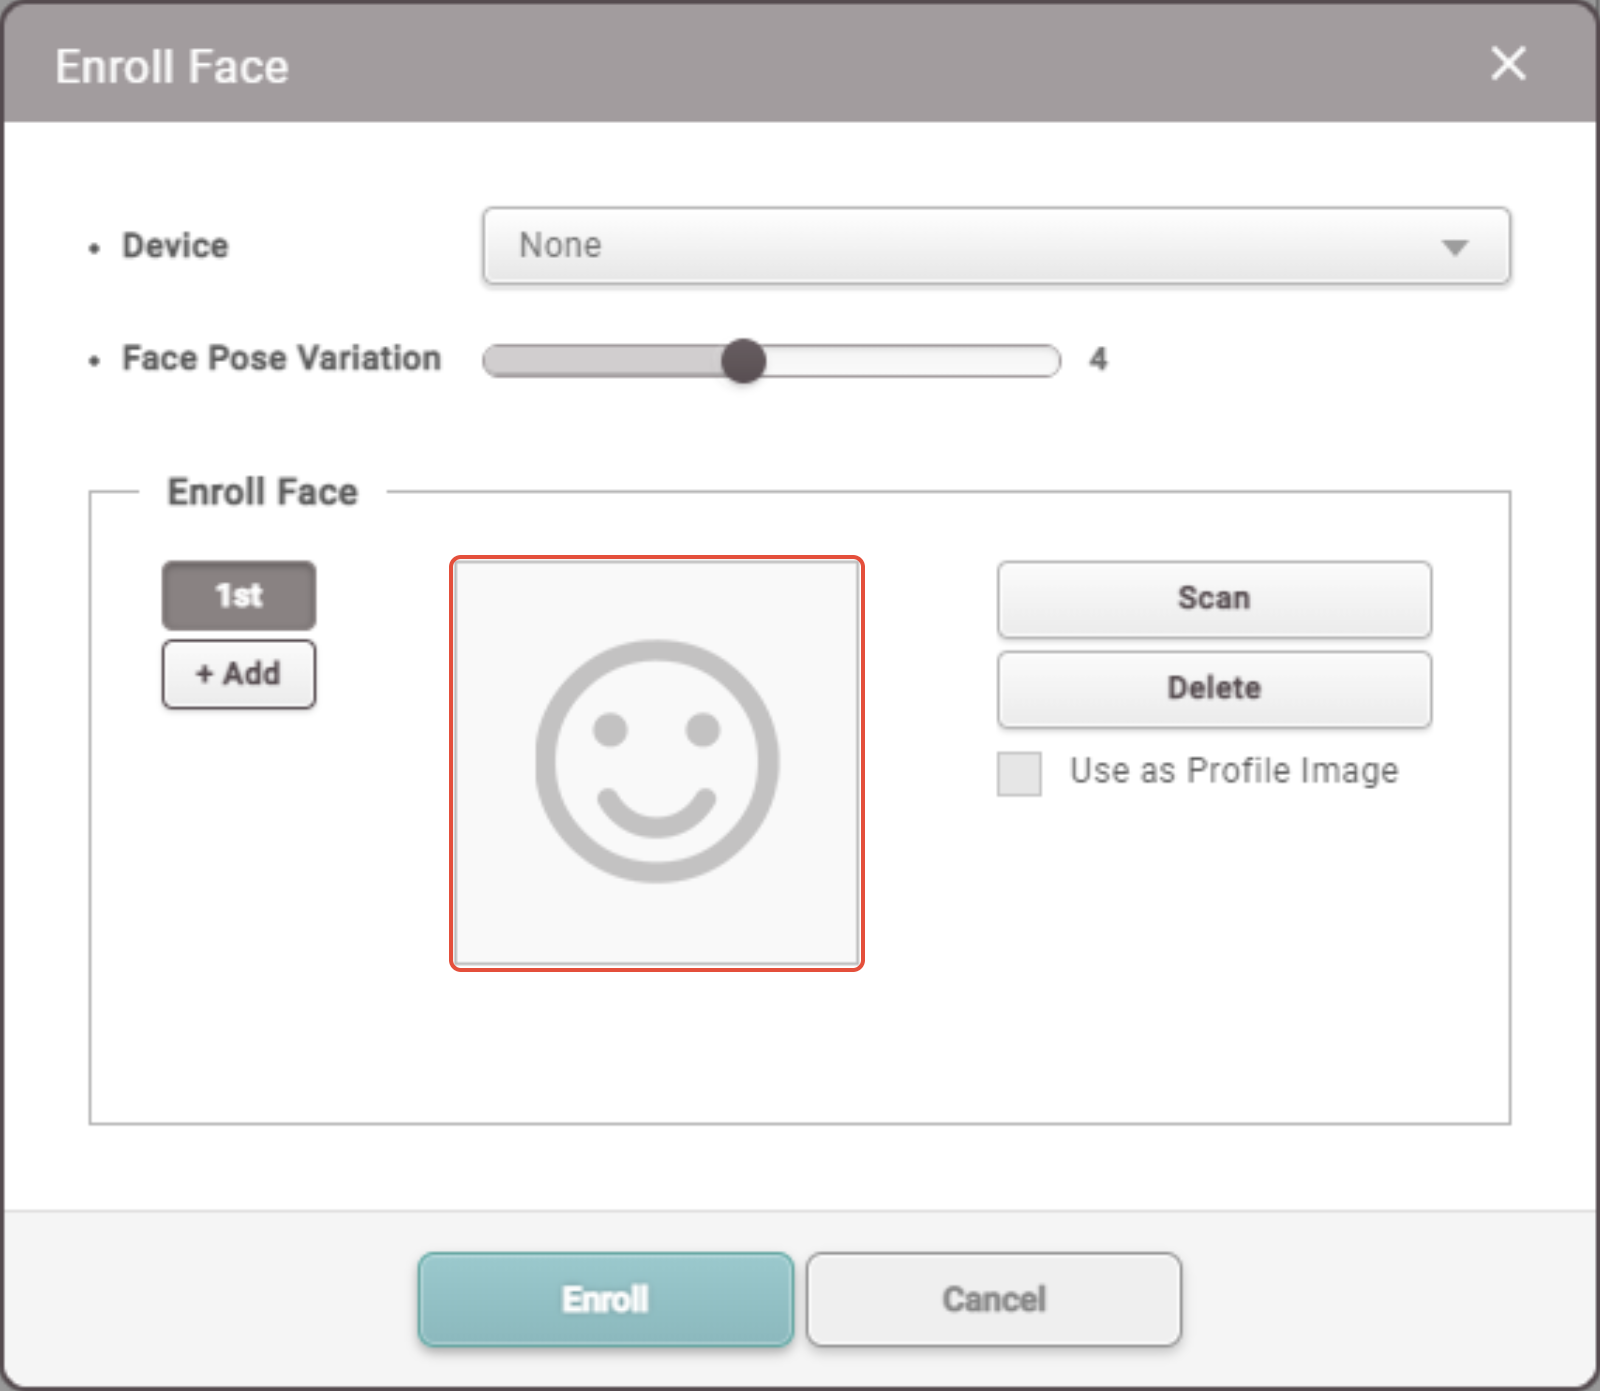 Enroll Face
• Device
None
• Face Pose Variation
4
Enroll Face
1st
+ Add
Scan
Delete
Use as Profile Image
Enroll
Cancel